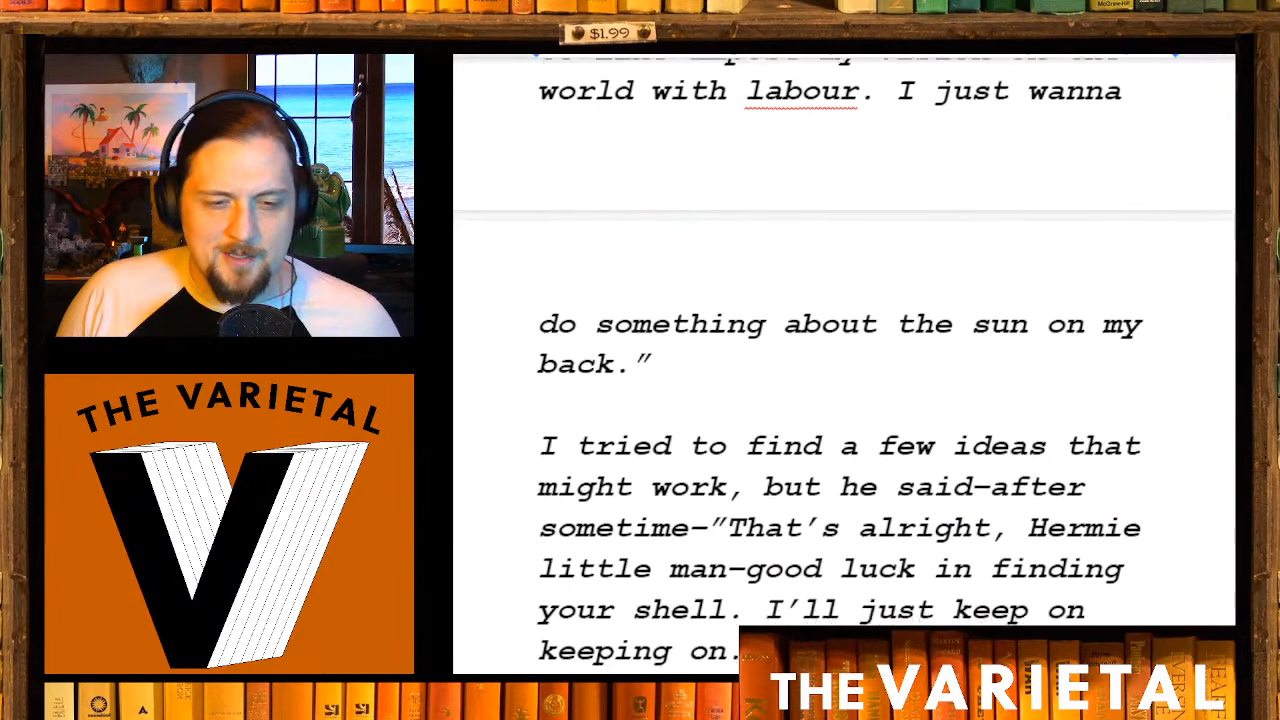 McGraw-Hill
$1.99
world with labour. I just wanna
do something about the sun on my
back.”
I tried to find a few ideas that
might work, but he said—after
sometime—”That’s alright, Hermie
little man—good luck in finding
your shell. I’ll just keep on
keeping on.
THE VARIETAL
V
THE VARIETAL